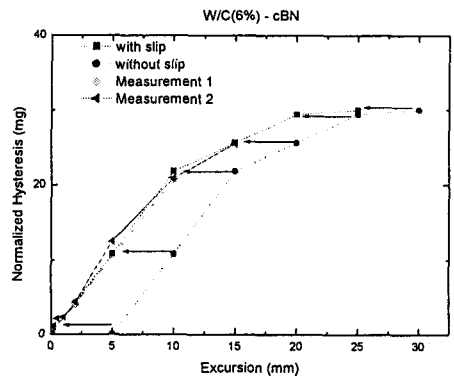 W/C(6%) - cBN
with slip
without slip
Measurement 1
Measurement 2
Normalized Hysteresis (mg)
40
20
0
0 5 10 15 20 25 30
Excursion (mm)